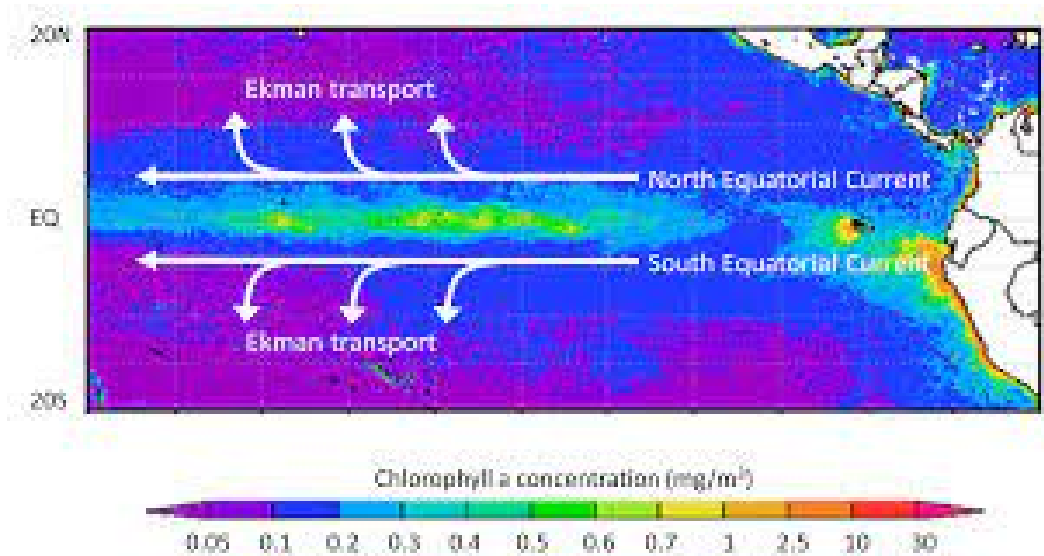 20N
Ekman transport
North Equatorial Current
EQ
South Equatorial Current
Ekman transport
20S
Chlorophyll a concentration (mg/m³)
0.05 0.1 0.2 0.3 0.4 0.5 0.6 0.7 1 2.5 10 30